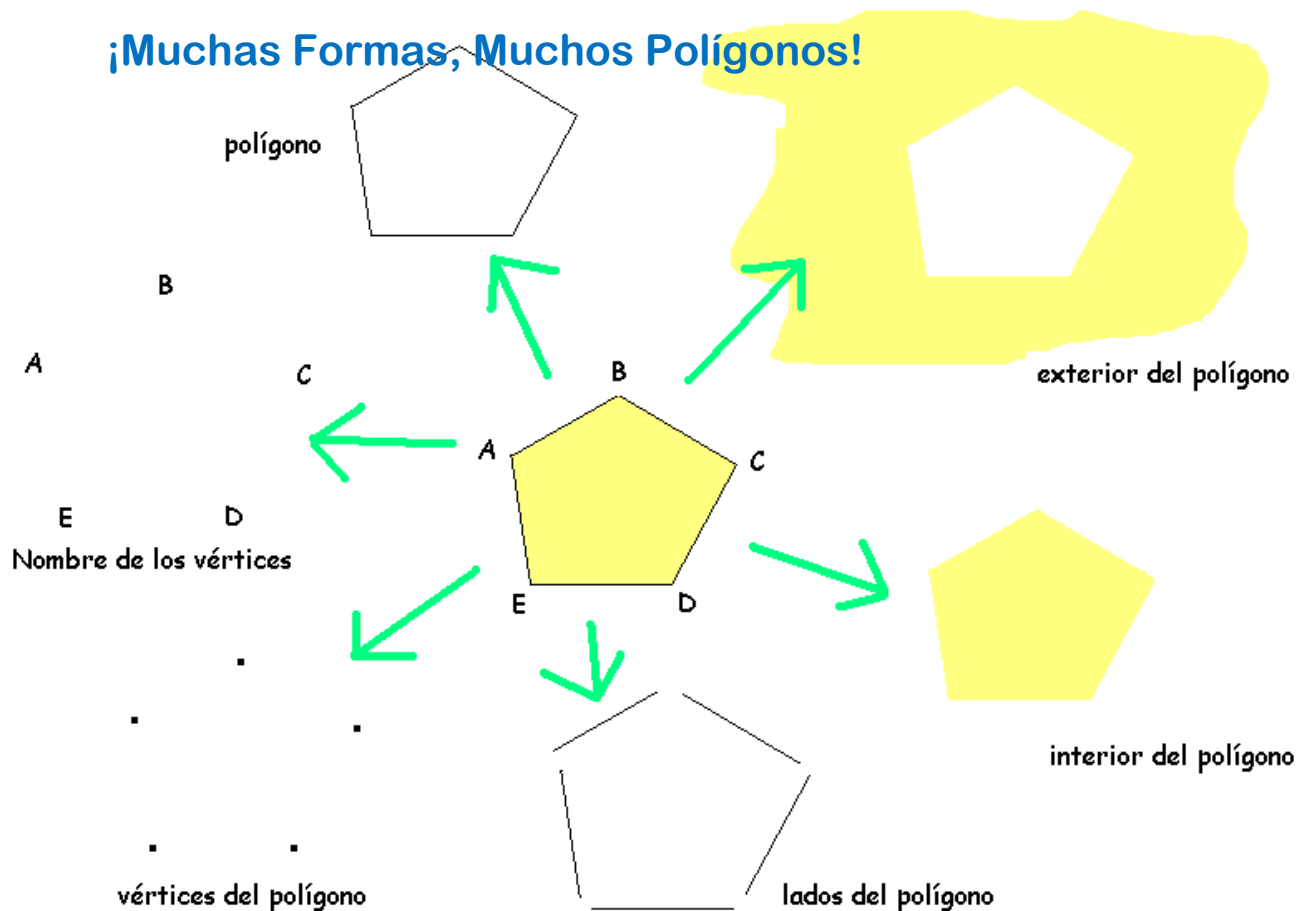 ¡Muchas Formas, Muchos Polígonos!
polígono
B
A
C
E
D
Nombre de los vértices
exterior del polígono
B
A
C
E
D
interior del polígono
vértices del polígono
lados del polígono